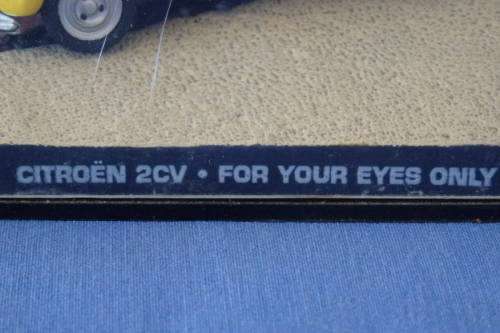 CITROËN 2CV • FOR YOUR EYES ONLY